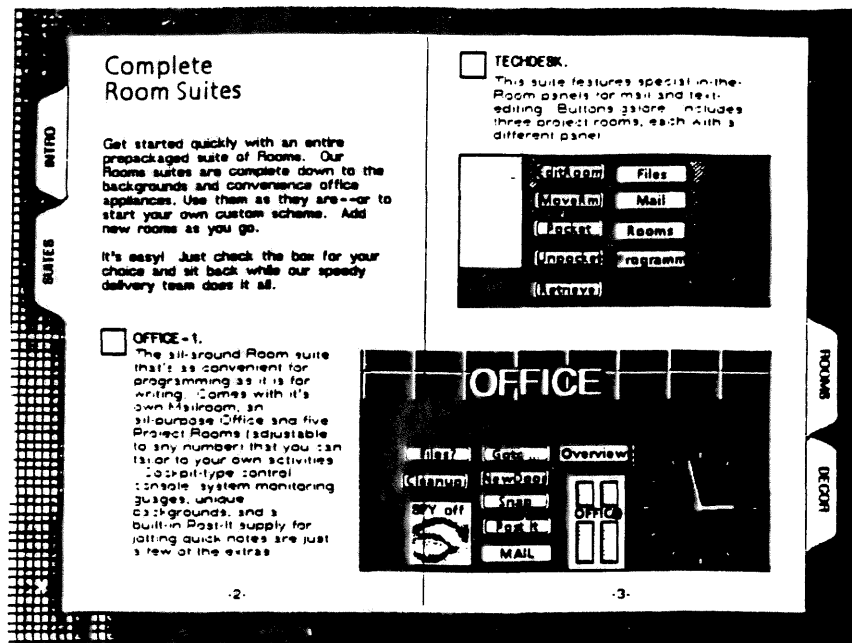 INTRO
SUITES
Complete
Room Suites
Get started quickly with an entire
prepackaged suite of Rooms. Our
Rooms suites are complete down to the
backgrounds and convenience office
appliances. Use them as they are--or to
start your own custom scheme. Add
new rooms as you go.
It's easy! Just check the box for your
choice and sit back while our speedy
delivery team does it all.
OFFICE-1.
The all-around Room suite
that's as convenient for
programming as it is for
writing. Comes with it's
own Mailroom, an
all-purpose Office and five
Project Rooms (adjustable
to any number) that you can
tailor to your own activities
Cockpit-type control
console, system monitoring
guages, unique
backgrounds, and a
built-in Post-It supply for
jotting quick notes are just
a few of the extras
-2-
TECHDESK.
This suite features special in-the-
Room panels for mail and text-
editing. Buttons galore. Includes
three project rooms, each with a
different panel
EditRoom Files
MoveRm Mail
Pocket Rooms
Unpocket Programm
Retrieve
OFFICE
Files? Goto ... Overview
Cleanup NewDoor
Snap
SPY off OFFICE
Post It
MAIL
-3-
ROOMS
DECOR